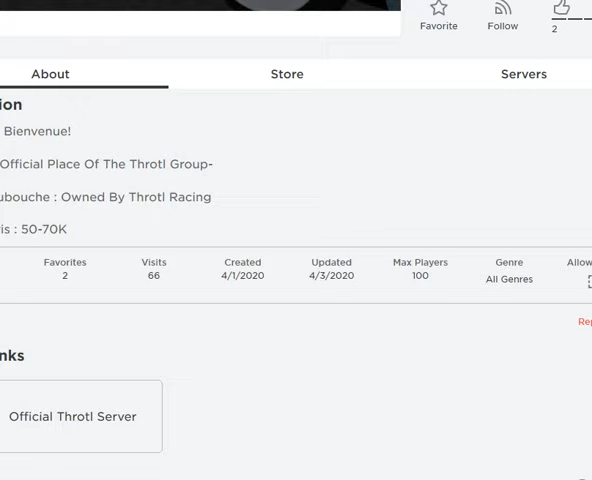 Favorite Follow 2
About Store Servers
ion
Bienvenue!
Official Place Of The Throtl Group-
ubouche : Owned By Throtl Racing
is : 50-70K
Favorites Visits Created Updated Max Players Genre Allow
2 66 4/1/2020 4/3/2020 100 All Genres
Rep
nks
Official Throtl Server